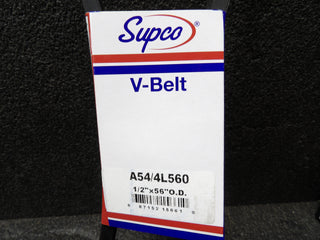 Supco
V-Belt
A54/4L560
1/2"x56"O.D.